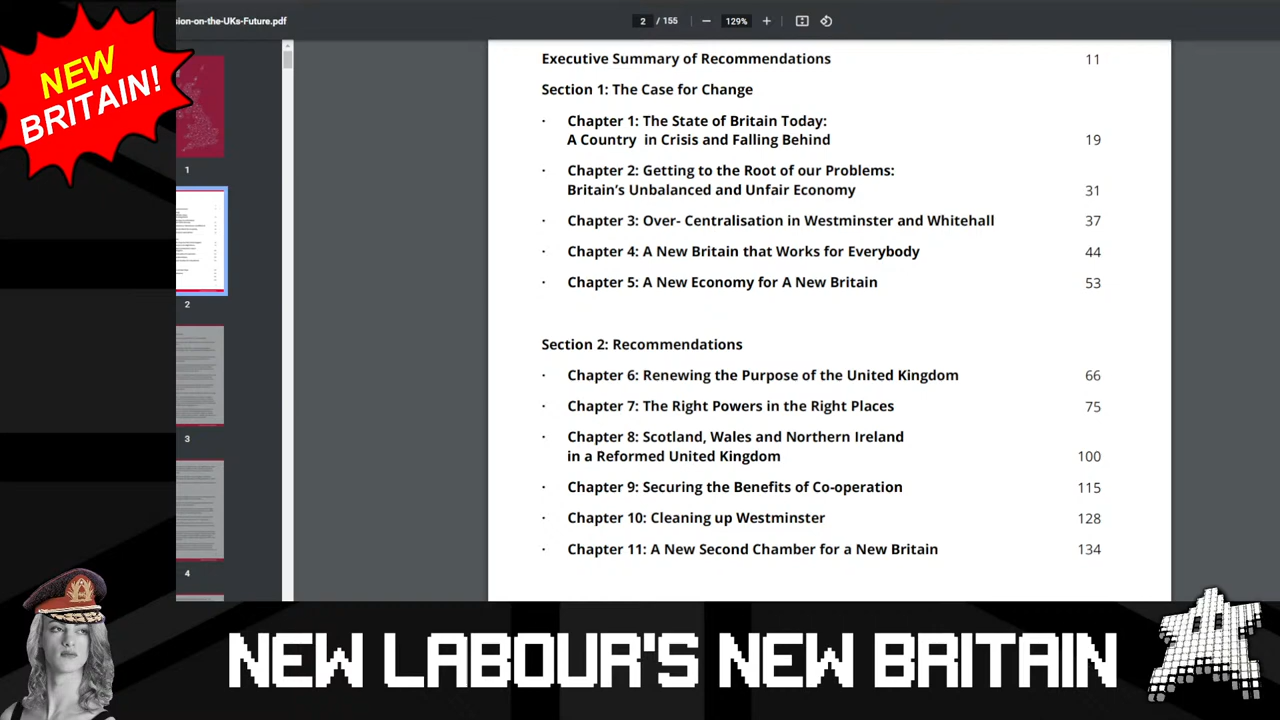 sion-on-the-UKs-Future.pdf
2 / 155
129%
NEW
BRITAIN!
1
2
3
4
Executive Summary of Recommendations 11
Section 1: The Case for Change
· Chapter 1: The State of Britain Today:
A Country in Crisis and Falling Behind 19
· Chapter 2: Getting to the Root of our Problems:
Britain's Unbalanced and Unfair Economy 31
· Chapter 3: Over- Centralisation in Westminster and Whitehall 37
· Chapter 4: A New Britain that Works for Everybody 44
· Chapter 5: A New Economy for A New Britain 53
Section 2: Recommendations
· Chapter 6: Renewing the Purpose of the United Kingdom 66
· Chapter 7: The Right Powers in the Right Places 75
· Chapter 8: Scotland, Wales and Northern Ireland
in a Reformed United Kingdom 100
· Chapter 9: Securing the Benefits of Co-operation 115
· Chapter 10: Cleaning up Westminster 128
· Chapter 11: A New Second Chamber for a New Britain 134
NEW LABOUR'S NEW BRITAIN